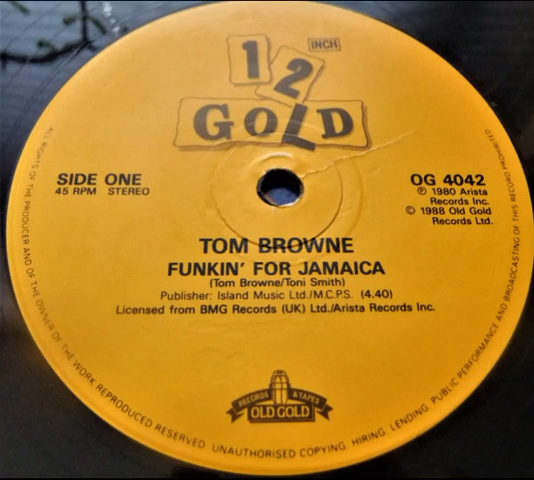 12 INCH
GOLD
SIDE ONE
45 RPM STEREO
OG 4042
℗ 1980 Arista
Records Inc.
© 1988 Old Gold
Records Ltd.
TOM BROWNE
FUNKIN' FOR JAMAICA
(Tom Browne/Toni Smith)
Publisher: Island Music Ltd./M.C.P.S. (4.40)
Licensed from BMG Records (UK) Ltd./Arista Records Inc.
RECORDS & TAPES
OLD GOLD
ALL RIGHTS OF THE PRODUCER AND OF THE OWNER OF THE WORK REPRODUCED RESERVED. UNAUTHORISED COPYING, HIRING, LENDING, PUBLIC PERFORMANCE AND BROADCASTING OF THIS RECORD PROHIBITED